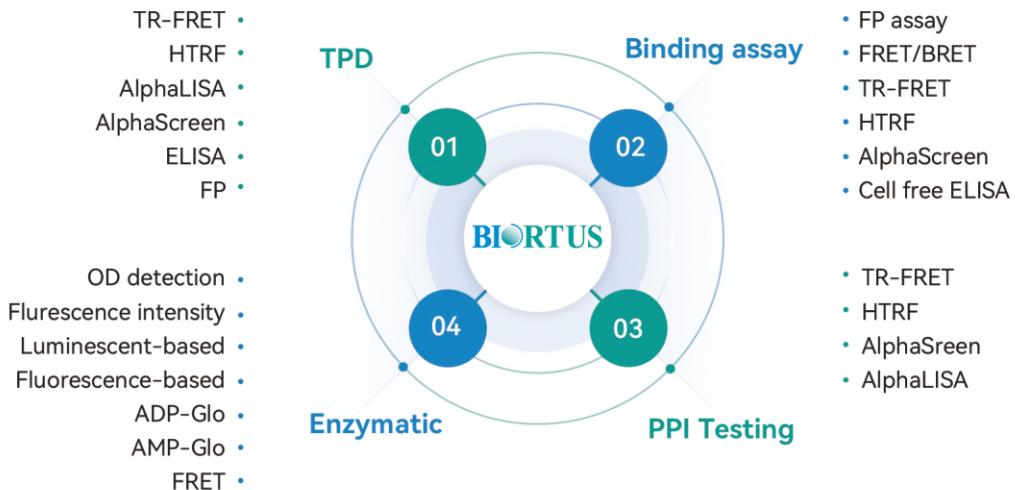 TPD
01
TR-FRET
HTRF
AlphaLISA
AlphaScreen
ELISA
FP
Binding assay
02
FP assay
FRET/BRET
TR-FRET
HTRF
AlphaScreen
Cell free ELISA
BIORTUS
Enzymatic
04
OD detection
Flurescence intensity
Luminescent-based
Fluorescence-based
ADP-Glo
AMP-Glo
FRET
PPI Testing
03
TR-FRET
HTRF
AlphaSreen
AlphaLISA